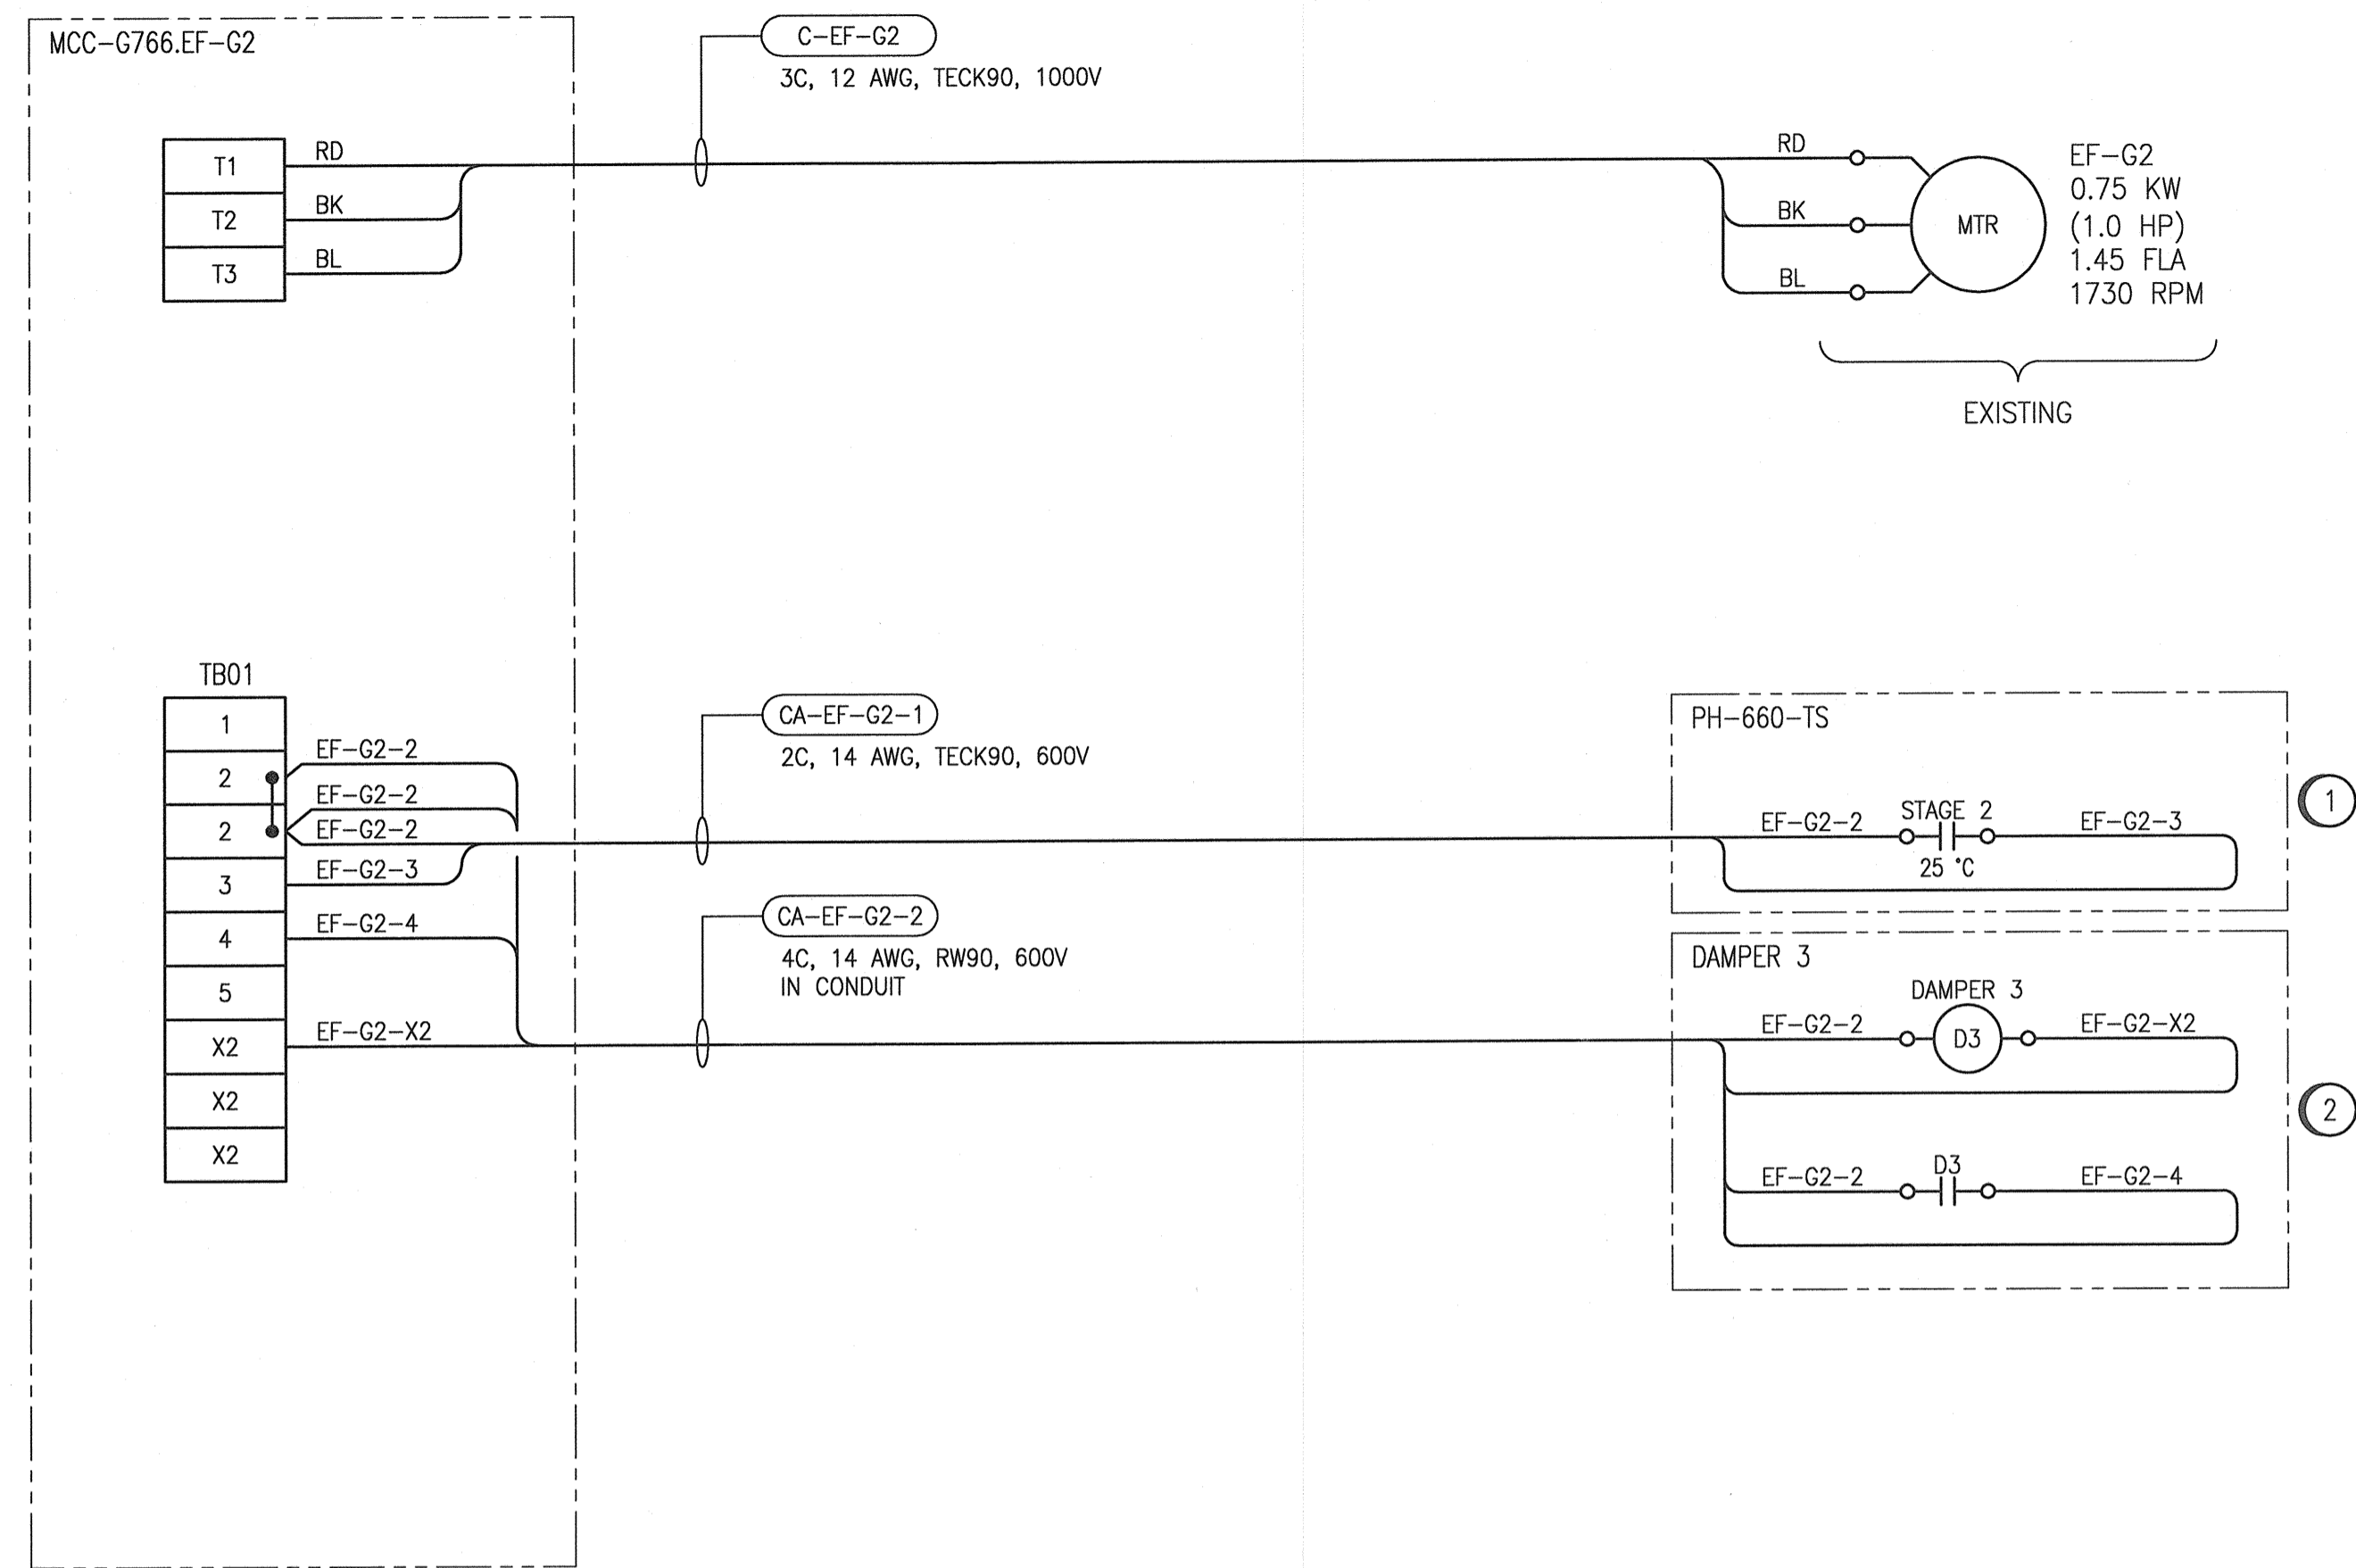 MCC-G766.EF-G2
C-EF-G2
3C, 12 AWG, TECK90, 1000V
T1
RD
T2
BK
T3
BL
RD
BK
BL
MTR
EF-G2
0.75 KW
(1.0 HP)
1.45 FLA
1730 RPM
EXISTING
TB01
1
2
2
3
4
5
X2
X2
X2
EF-G2-2
EF-G2-2
EF-G2-2
EF-G2-3
EF-G2-4
EF-G2-X2
CA-EF-G2-1
2C, 14 AWG, TECK90, 600V
CA-EF-G2-2
4C, 14 AWG, RW90, 600V
IN CONDUIT
PH-660-TS
EF-G2-2
STAGE 2
25 °C
EF-G2-3
1
DAMPER 3
DAMPER 3
EF-G2-2
D3
EF-G2-X2
EF-G2-2
D3
EF-G2-4
2